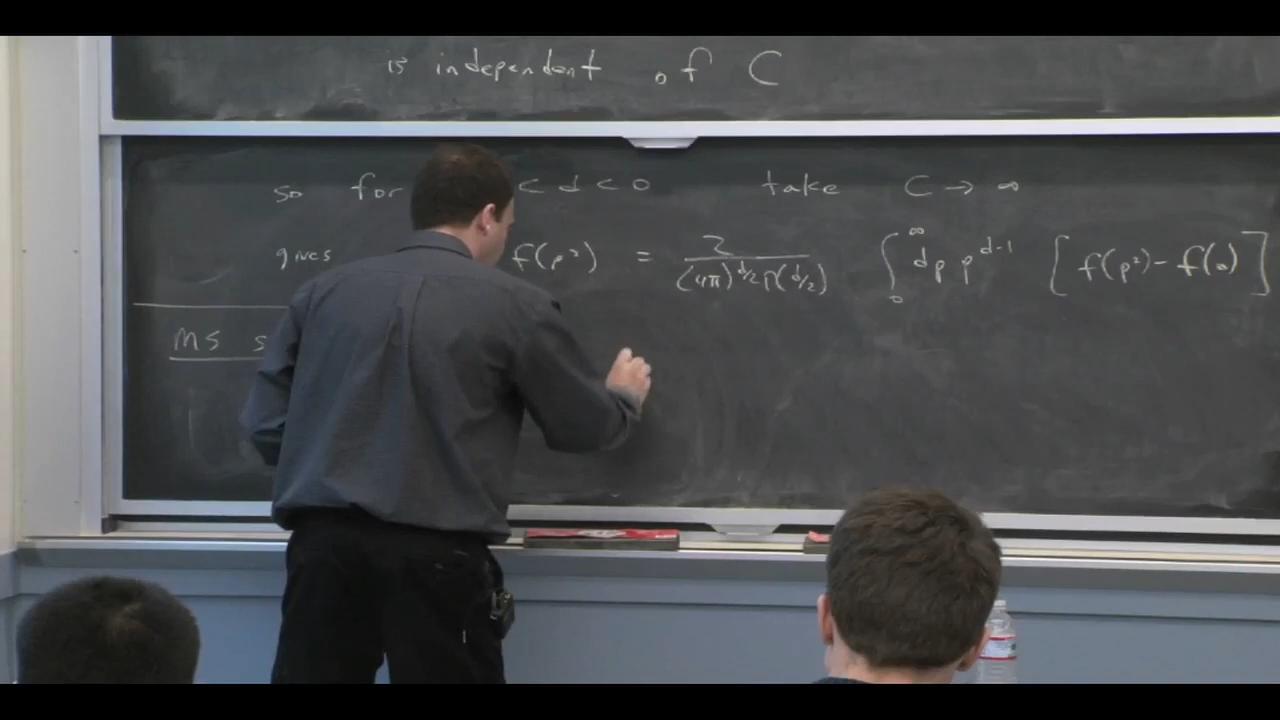 is independent of C
so for < d < 0 take C → ∞
gives f(p²) = 2 / (4π)^{d/2} Γ(d/2) ∫₀^∞ dp p^{d-1} [f(p²) - f(0)]
MS s